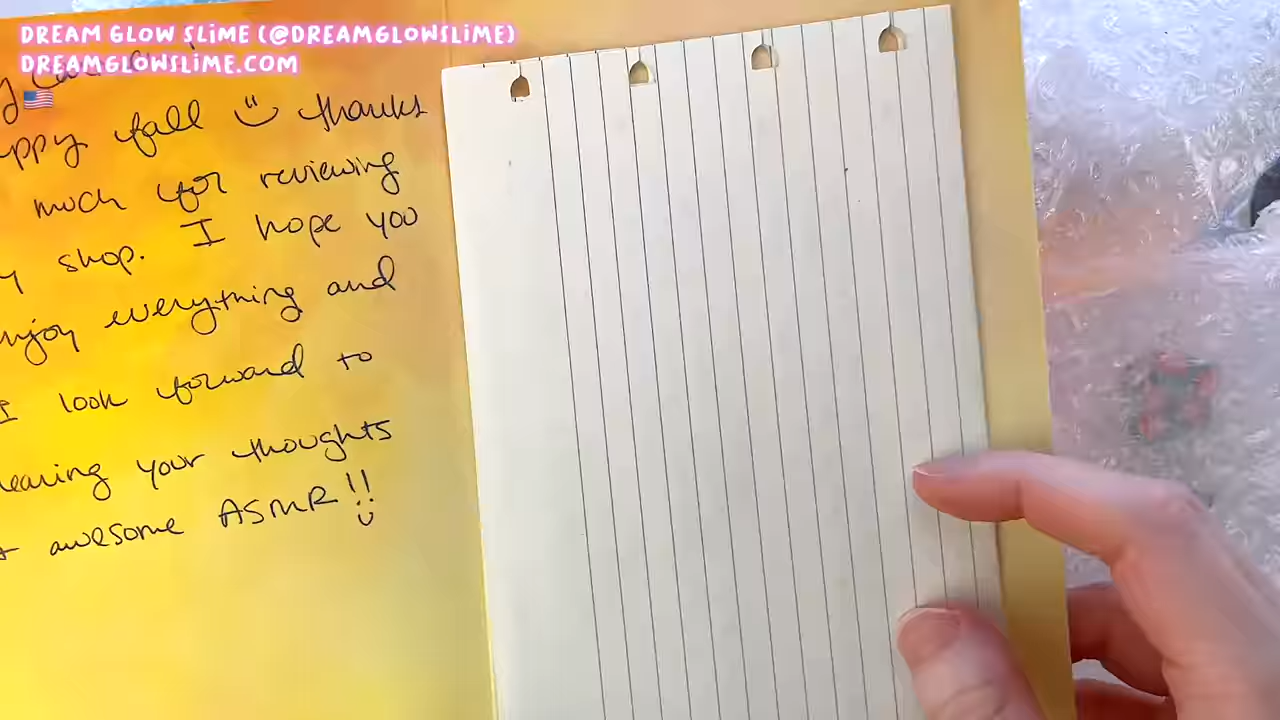 DREAM GLOW SLIME (@DREAMGLOWSLIME)
DREAMGLOWSLIME.COM
fall thanks
much for reviewing
shop. I hope you
everything and
I look forward to
your thoughts
awesome ASMR!!